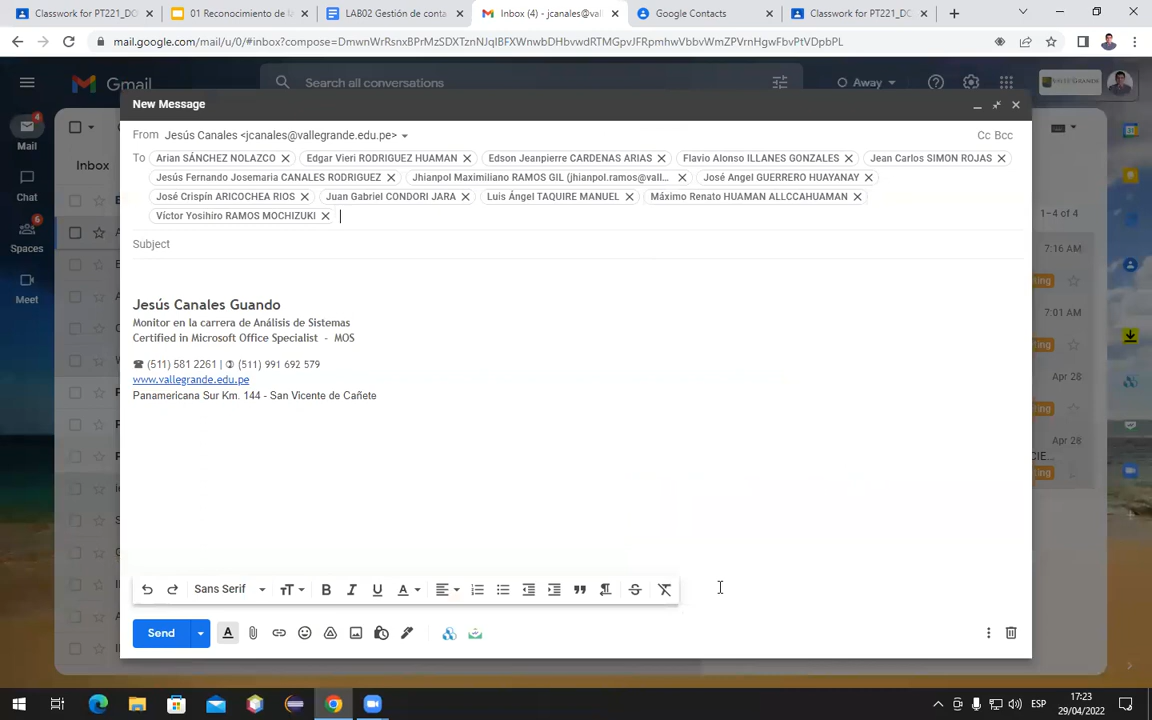 Classwork for PT221_DC
01 Reconocimiento de la
LAB02 Gestión de conta
Inbox (4) - jcanales@val
Google Contacts
Classwork for PT221_DC
mail.google.com/mail/u/0/#inbox?compose=DmwnWrRsnxBPrMzSDXTznNJqlBFXWnwbDHbvwdRTMGpvJFRpmhwVbbvWmZPVrnHgwFbvPtVDpbPL
Gmail
Search all conversations
Away
4
Mail
Chat
6
Spaces
Meet
Inbox
1–4 of 4
7:16 AM
7:01 AM
Apr 28
Apr 28
New Message
From Jesús Canales <jcanales@vallegrande.edu.pe>
Cc Bcc
To Arian SÁNCHEZ NOLAZCO Edgar Vieri RODRIGUEZ HUAMAN Edson Jeanpierre CARDENAS ARIAS Flavio Alonso ILLANES GONZALES Jean Carlos SIMON ROJAS
Jesús Fernando Josemaria CANALES RODRIGUEZ Jhianpol Maximiliano RAMOS GIL (jhianpol.ramos@vall... José Angel GUERRERO HUAYANAY
José Crispín ARICOCHEA RIOS Juan Gabriel CONDORI JARA Luis Ángel TAQUIRE MANUEL Máximo Renato HUAMAN ALLCCAHUAMAN
Víctor Yosihiro RAMOS MOCHIZUKI
Subject
Jesús Canales Guando
Monitor en la carrera de Análisis de Sistemas
Certified in Microsoft Office Specialist - MOS
☎ (511) 581 2261 | ✆ (511) 991 692 579
www.vallegrande.edu.pe
Panamericana Sur Km. 144 - San Vicente de Cañete
Sans Serif
Send
ESP
17:23
29/04/2022